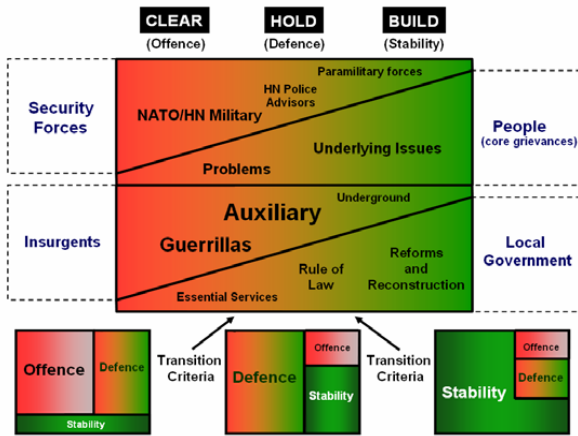 CLEAR HOLD BUILD
(Offence) (Defence) (Stability)
Security
Forces
Paramilitary forces
HN Police
Advisors
NATO/HN Military
Underlying Issues
Problems
People
(core grievances)
Insurgents
Underground
Auxiliary
Guerrillas
Rule of
Law
Reforms
and
Reconstruction
Essential Services
Local
Government
Offence
Defence
Stability
Transition
Criteria
Defence
Offence
Stability
Transition
Criteria
Stability
Offence
Defence